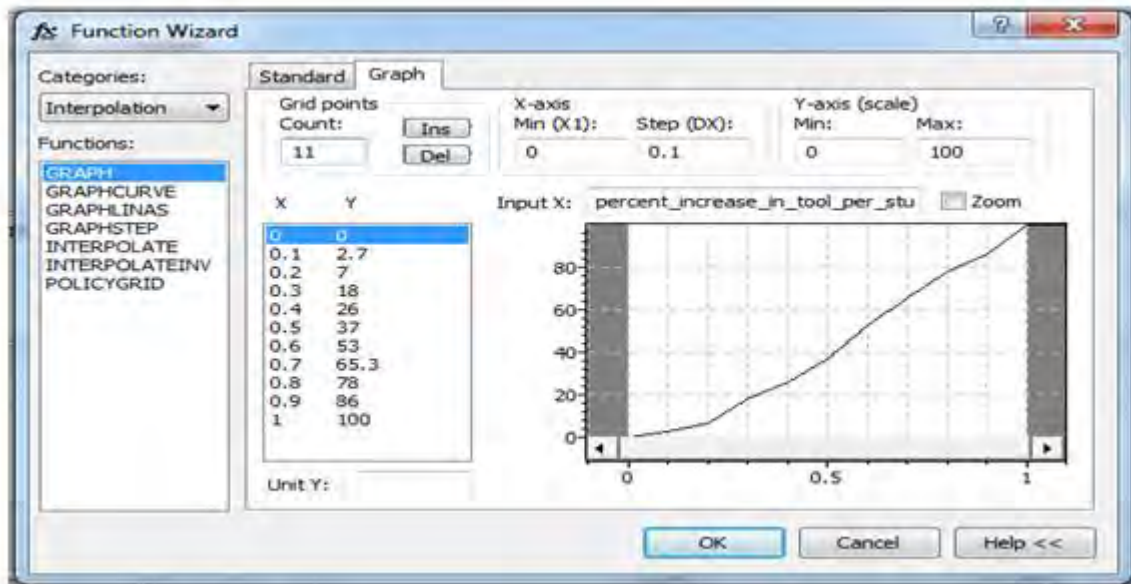 fx Function Wizard
Categories:
Interpolation
Functions:
GRAPH
GRAPHCURVE
GRAPHLINAS
GRAPHSTEP
INTERPOLATE
INTERPOLATEINV
POLICYGRID
Standard Graph
Grid points
Count:
11
Ins
Del
X-axis
Min (X1): Step (DX):
0 0.1
Y-axis (scale)
Min: Max:
0 100
X Y
0 0
0.1 2.7
0.2 7
0.3 18
0.4 26
0.5 37
0.6 53
0.7 65.3
0.8 78
0.9 86
1 100
Unit Y:
Input X: percent_increase_in_tool_per_stu Zoom
80
60
40
20
0
0 0.5 1
OK Cancel Help <<